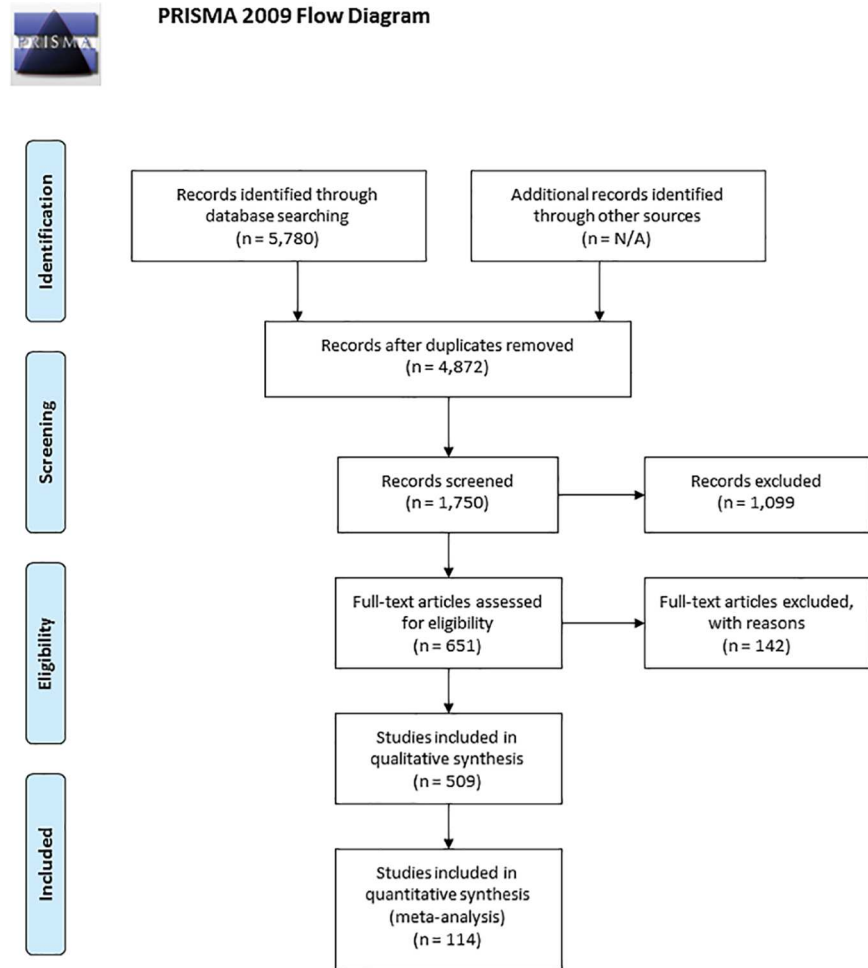 PRISMA 2009 Flow Diagram
PRISMA
Identification
Records identified through
database searching
(n = 5,780)
Additional records identified
through other sources
(n = N/A)
Records after duplicates removed
(n = 4,872)
Screening
Records screened
(n = 1,750)
Records excluded
(n = 1,099
Eligibility
Full-text articles assessed
for eligibility
(n = 651)
Full-text articles excluded,
with reasons
(n = 142)
Studies included in
qualitative synthesis
(n = 509)
Included
Studies included in
quantitative synthesis
(meta-analysis)
(n = 114)